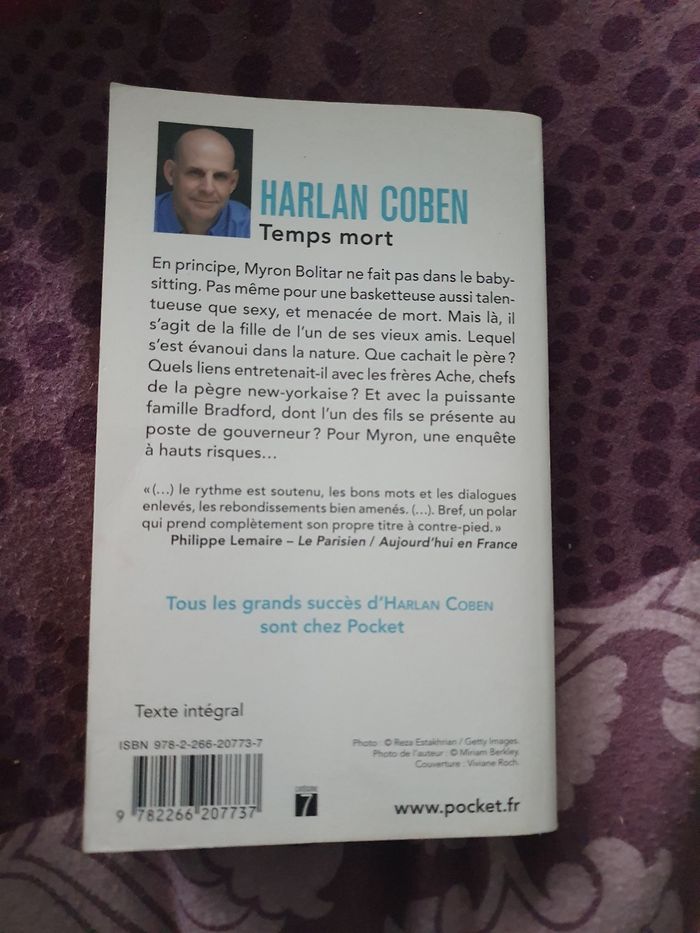 HARLAN COBEN
Temps mort
En principe, Myron Bolitar ne fait pas dans le baby-
sitting. Pas même pour une basketteuse aussi talen-
tueuse que sexy, et menacée de mort. Mais là, il
s'agit de la fille de l'un de ses vieux amis. Lequel
s'est évanoui dans la nature. Que cachait le père ?
Quels liens entretenait-il avec les frères Ache, chefs
de la pègre new-yorkaise ? Et avec la puissante
famille Bradford, dont l'un des fils se présente au
poste de gouverneur ? Pour Myron, une enquête
à hauts risques…
« (…) le rythme est soutenu, les bons mots et les dialogues
enlevés, les rebondissements bien amenés. (…). Bref, un polar
qui prend complètement son propre titre à contre-pied. »
Philippe Lemaire – Le Parisien / Aujourd'hui en France
Tous les grands succès d'HARLAN COBEN
sont chez Pocket
Texte intégral
ISBN 978-2-266-20773-7
9 782266 207737
Photo : © Reza Estakhrian / Getty Images.
Photo de l'auteur : © Miriam Berkley.
Couverture : Viviane Roch.
catégorie
7
www.pocket.fr